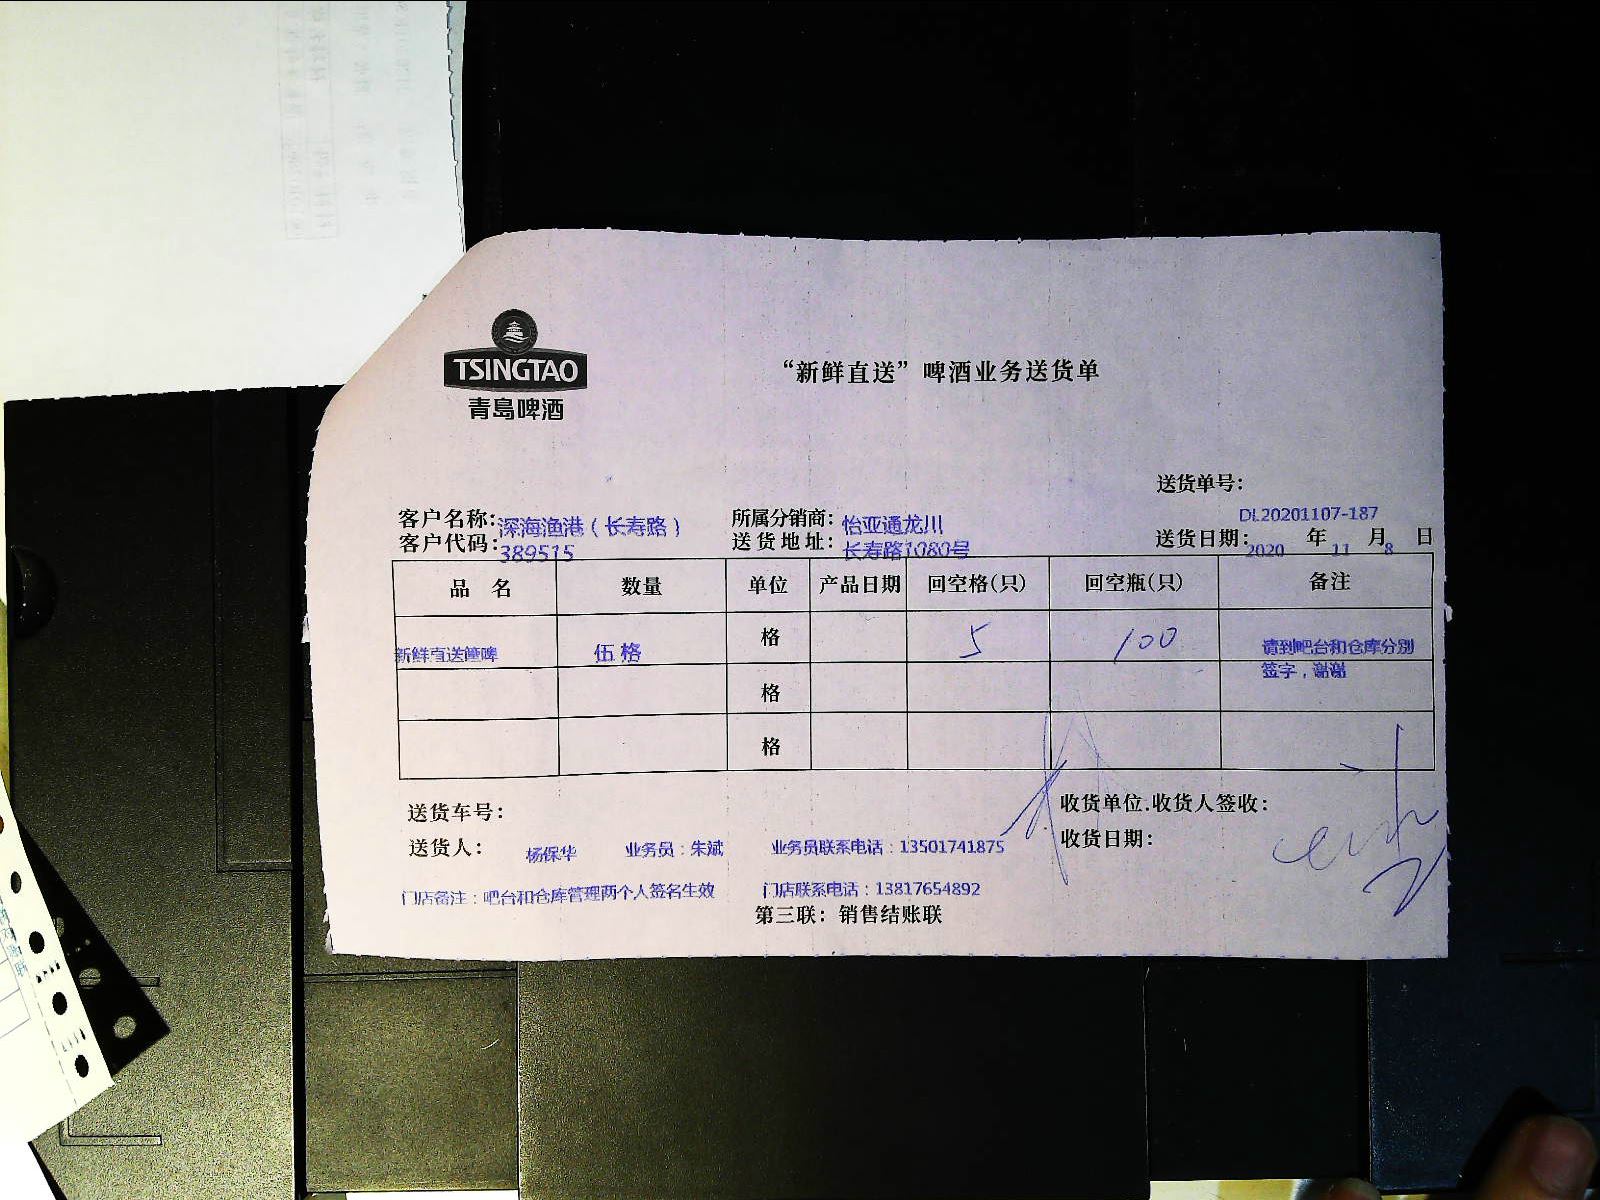 TSINGTAO
青島啤酒
“新鲜直送”啤酒业务送货单
送货单号：
DL20201107-187
客户名称：深海渔港（长寿路） 所属分销商：怡亚通龙川
客户代码：389515 送货地址：长寿路1080号 送货日期：2020 年 11 月 8 日
品 名 数量 单位 产品日期 回空格(只) 回空瓶(只) 备注
新鲜直送 伍格 格 5 100 请到吧台和仓库分别
签字，谢谢
格
格
送货车号： 收货单位.收货人签收：
收货日期：
送货人： 杨保华 业务员：朱斌 业务员联系电话：13501741875
门店备注：吧台和仓库管理两个人签名生效 门店联系电话：13817654892
第三联：销售结账联